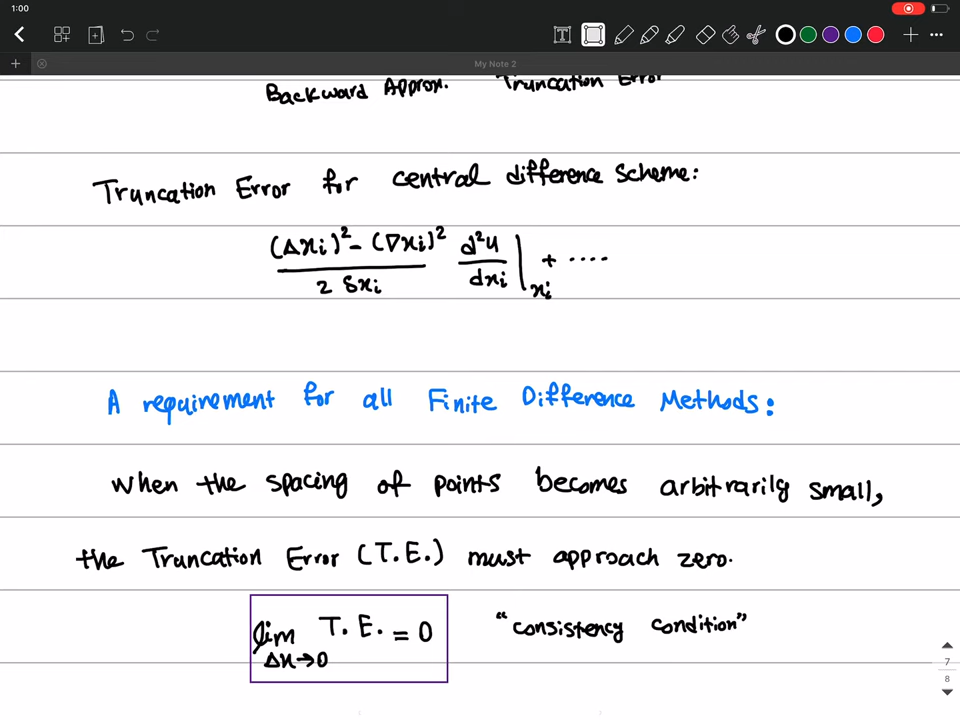 1:00
My Note 2
Backward Approx. Truncation Error
Truncation Error for central difference Scheme:
(Δxi)² - (∇xi)² d²u
2 δxi dxi |xi + ....
A requirement for all Finite Difference Methods:
When the spacing of points becomes arbitrarily small,
the Truncation Error (T.E.) must approach zero.
lim T.E. = 0 "consistency condition"
Δx→0
7
8